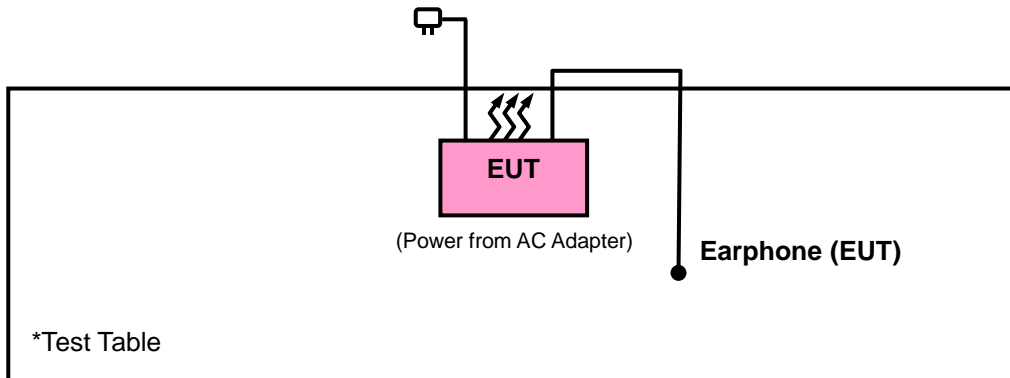 EUT
(Power from AC Adapter)
Earphone (EUT)
*Test Table